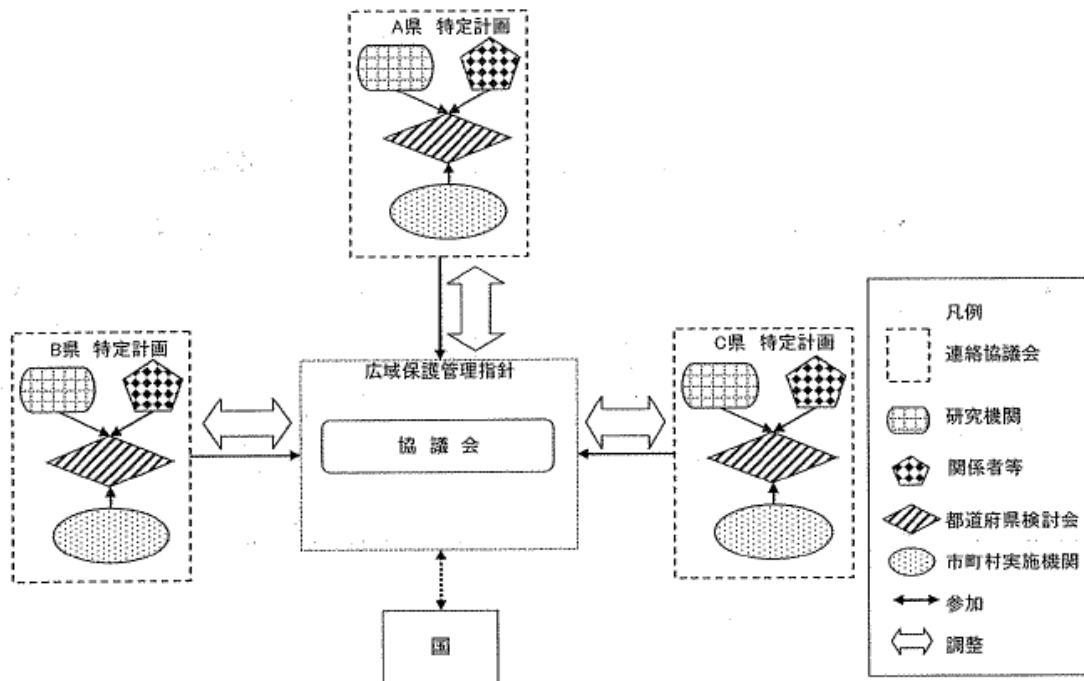 A県 特定計画
B県 特定計画
広域保護管理指針
協議会
C県 特定計画
国
凡例
連絡協議会
研究機関
関係者等
都道府県検討会
市町村実施機関
参加
調整